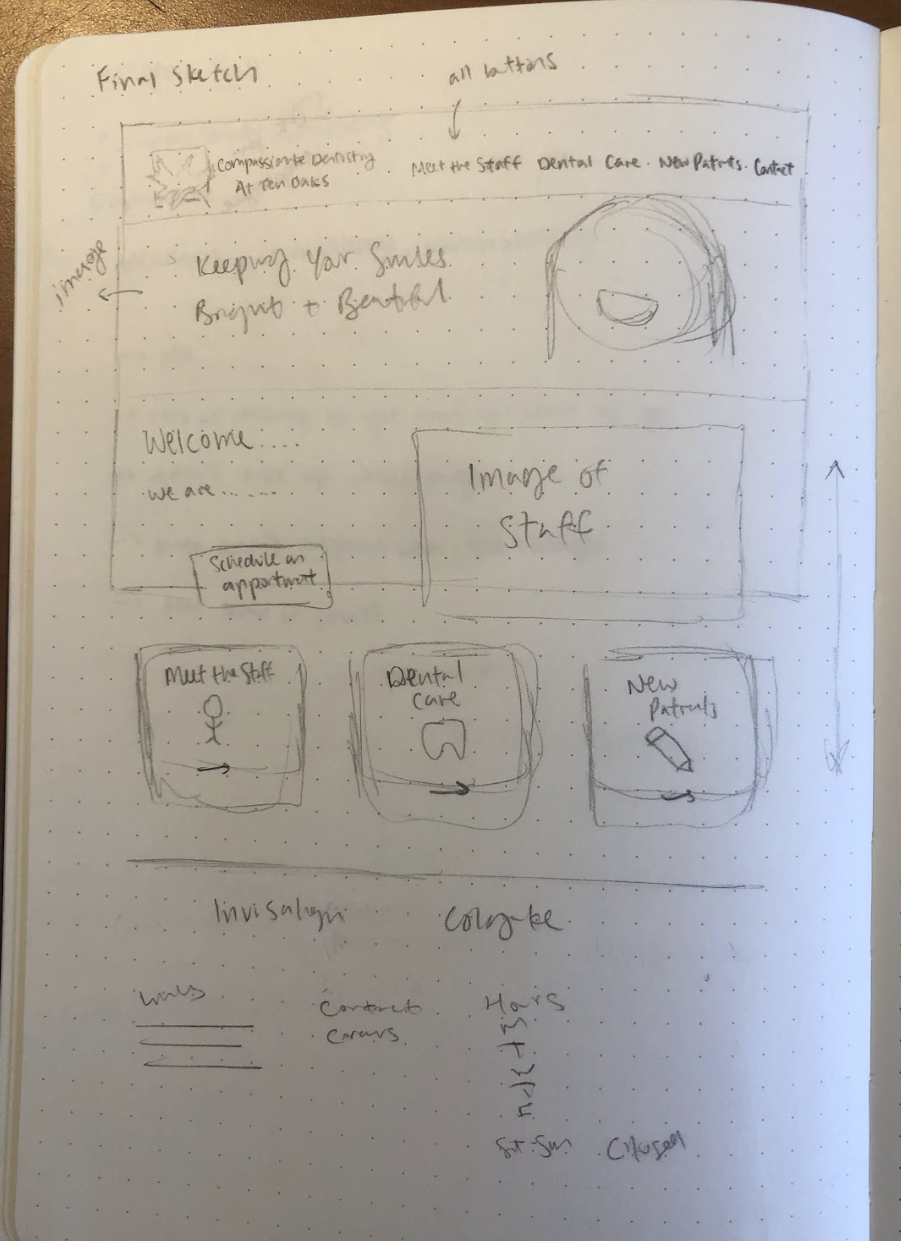 Final Sketch
all buttons
Compassionate Dentistry
At Ten Oaks
Meet the Staff Dental Care New Patients Contact
image
Keeping Your Smiles
Bright + Beautiful
Welcome....
we are......
Image of
Staff
Schedule an
appointment
Meet the Staff
Dental
Care
New
Patients
Invisalign Colgate
Links
Contact
Hours
M
T
W
Sat-Sun Closed